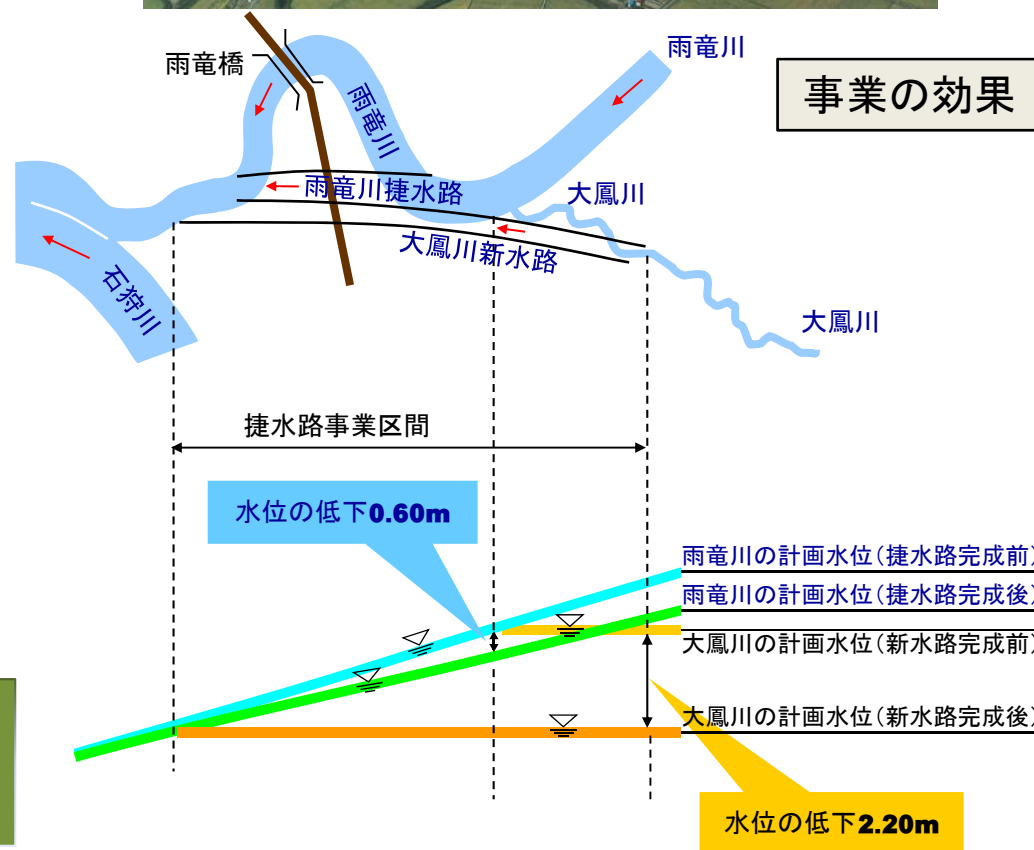 雨竜川
雨竜橋
事業の効果
雨竜川
雨竜川捷水路
大鳳川
大鳳川新水路
石狩川
大鳳川
捷水路事業区間
水位の低下0.60m
雨竜川の計画水位(捷水路完成前)
雨竜川の計画水位(捷水路完成後)
大鳳川の計画水位(新水路完成前)
大鳳川の計画水位(新水路完成後)
水位の低下2.20m